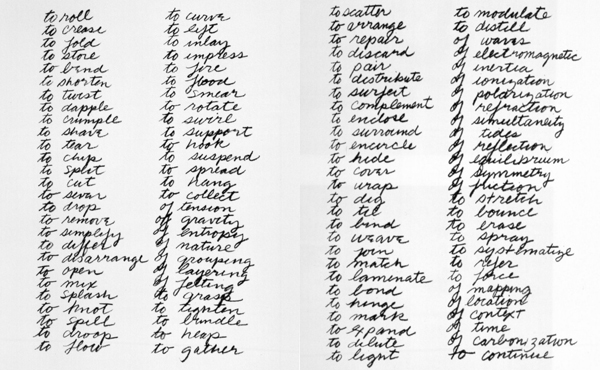 to roll
to crease
to fold
to store
to bend
to shorten
to twist
to dapple
to crumple
to shave
to tear
to chip
to split
to cut
to sever
to drop
to remove
to simplify
to differ
to disarrange
to open
to mix
to splash
to knot
to spill
to droop
to flow
to curve
to lift
to inlay
to impress
to fire
to flood
to smear
to rotate
to swirl
to support
to hook
to suspend
to spread
to hang
to collect
of tension
of gravity
of entropy
of nature
of grouping
of layering
of felting
to grasp
to tighten
to bundle
to heap
to gather
to scatter
to arrange
to repair
to discard
to pair
to distribute
to surfeit
to complement
to enclose
to surround
to encircle
to hide
to cover
to wrap
to dig
to tie
to bind
to weave
to join
to match
to laminate
to bond
to hinge
to mark
to expand
to dilute
to light
to modulate
to distill
of waves
of electromagnetic
of inertia
of ionization
of polarization
of refraction
of simultaneity
of tides
of reflection
of equilibrium
of symmetry
of friction
to stretch
to bounce
to erase
to spray
to systematize
to refer
to force
of mapping
of location
of context
of time
of carbonization
to continue